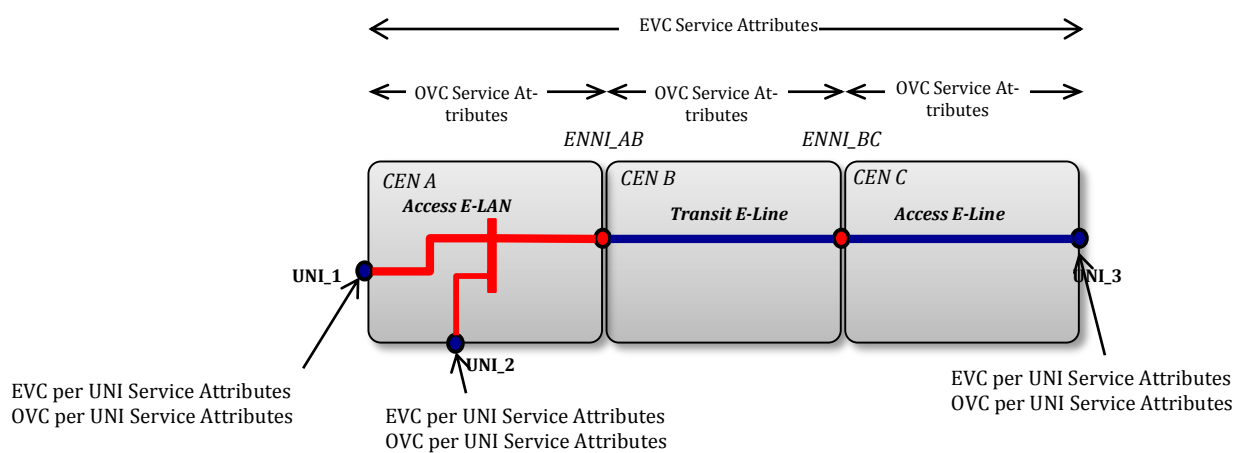 EVC Service Attributes
OVC Service At-
tributes
OVC Service At-
tributes
OVC Service At-
tributes
ENNI_AB
ENNI_BC
CEN A
CEN B
CEN C
Access E-LAN
Transit E-Line
Access E-Line
UNI_1
UNI_3
UNI_2
EVC per UNI Service Attributes
OVC per UNI Service Attributes
EVC per UNI Service Attributes
OVC per UNI Service Attributes
EVC per UNI Service Attributes
OVC per UNI Service Attributes